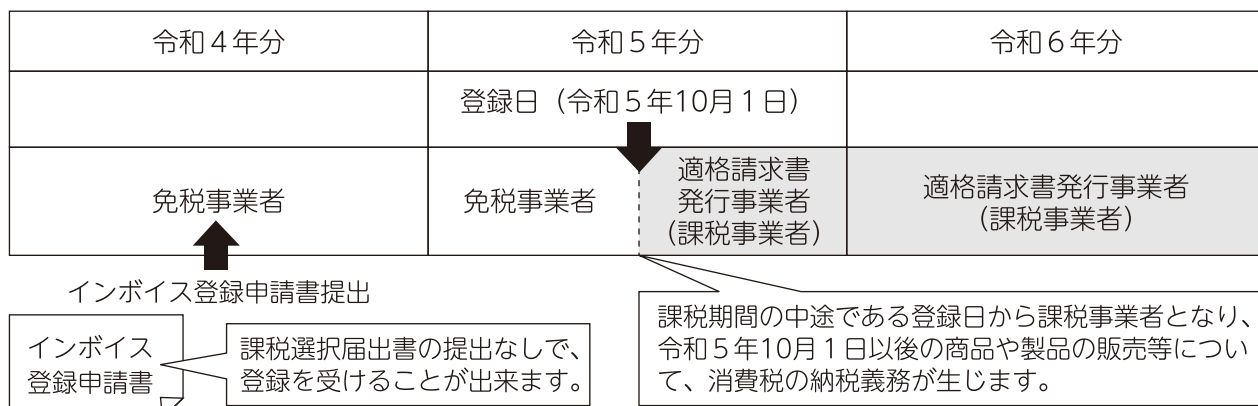 令和４年分
令和５年分
令和６年分
登録日（令和５年10月１日）
免税事業者
免税事業者
適格請求書
発行事業者
（課税事業者）
適格請求書発行事業者
（課税事業者）
インボイス登録申請書提出
インボイス
登録申請書
課税選択届出書の提出なしで、
登録を受けることが出来ます。
課税期間の中途である登録日から課税事業者となり、
令和５年10月１日以後の商品や製品の販売等につい
て、消費税の納税義務が生じます。